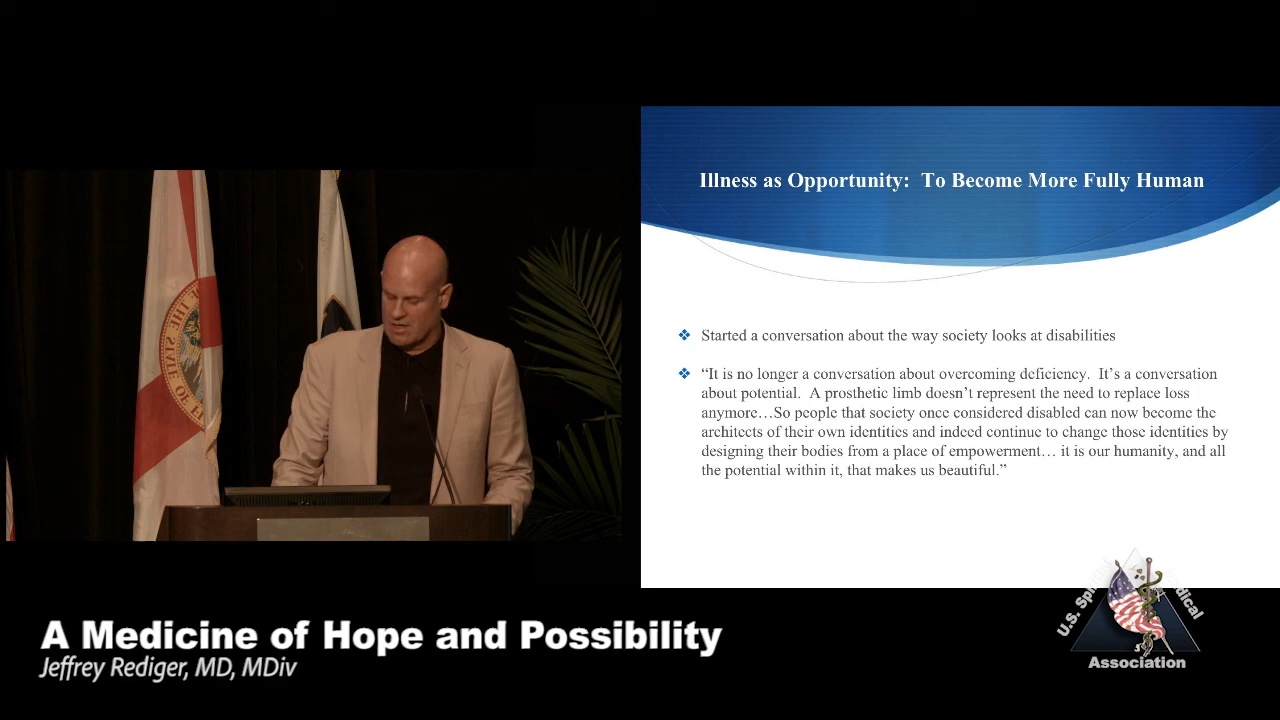 Illness as Opportunity: To Become More Fully Human
Started a conversation about the way society looks at disabilities
“It is no longer a conversation about overcoming deficiency. It’s a conversation
about potential. A prosthetic limb doesn’t represent the need to replace loss
anymore…So people that society once considered disabled can now become the
architects of their own identities and indeed continue to change those identities by
designing their bodies from a place of empowerment… it is our humanity, and all
the potential within it, that makes us beautiful.”
A Medicine of Hope and Possibility
Jeffrey Rediger, MD, MDiv
U.S.
Association